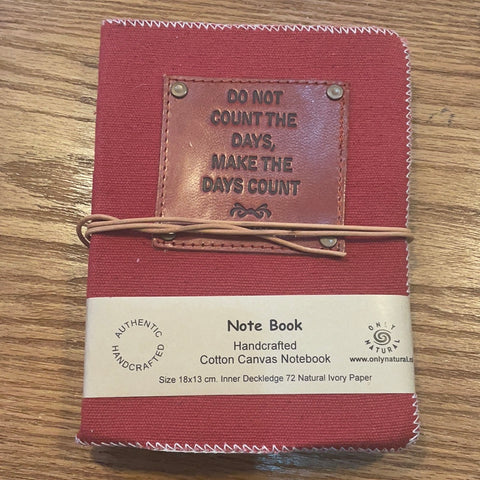 DO NOT
COUNT THE
DAYS,
MAKE THE
DAYS COUNT
AUTHENTIC
HANDCRAFTED
Note Book
Handcrafted
Cotton Canvas Notebook
Size 18x13 cm. Inner Deckledge 72 Natural Ivory Paper
ONLY
NATURAL
www.onlynatural.n